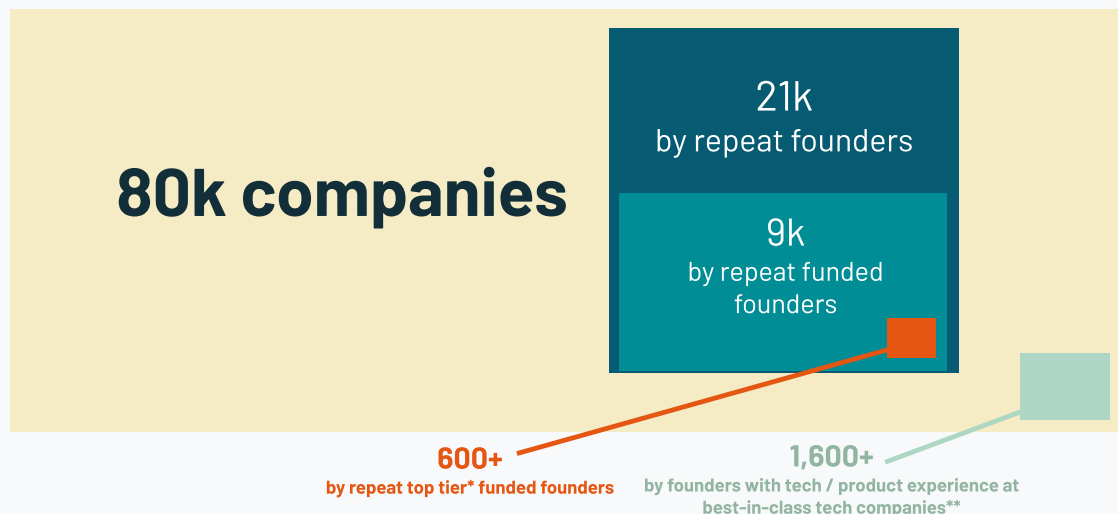 80k companies
21k
by repeat founders
9k
by repeat funded
founders
600+
by repeat top tier* funded founders
1,600+
by founders with tech / product experience at
best-in-class tech companies**